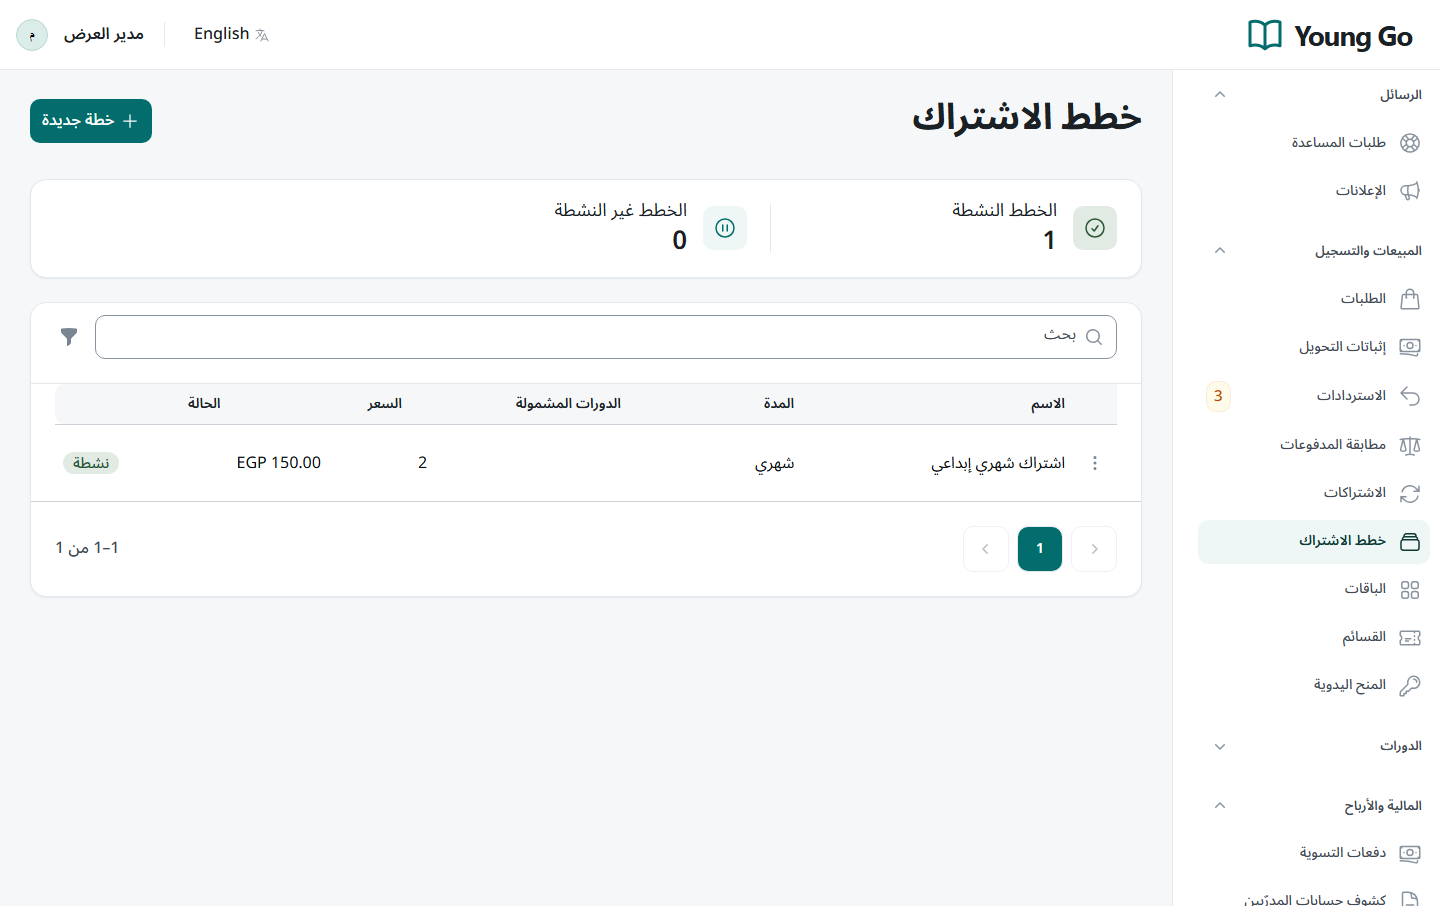 Young Go
English
مدير العرض
م
الرسائل
طلبات المساعدة
الإعلانات
المبيعات والتسجيل
الطلبات
إثباتات التحويل
الاستردادات
3
مطابقة المدفوعات
الاشتراكات
خطط الاشتراك
الباقات
القسائم
المنح اليدوية
الدورات
المالية والأرباح
دفعات التسوية
كشوف حسابات المدرّبين
خطط الاشتراك
خطة جديدة
الخطط النشطة
1
الخطط غير النشطة
0
بحث
الاسم المدة الدورات المشمولة السعر الحالة
اشتراك شهري إبداعي شهري 2 EGP 150.00 نشطة
1
1–1 من 1